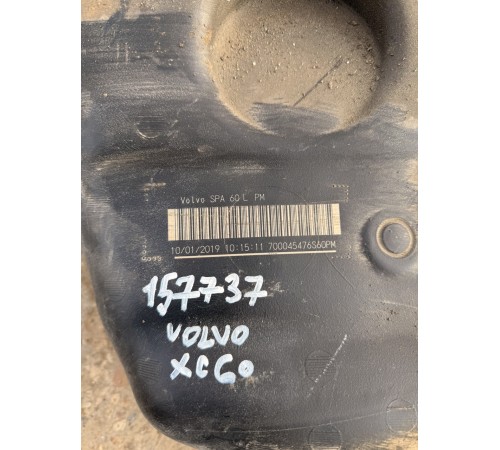 Volvo SPA 60 L PM
10/01/2019 10:15:11 700045476S60PM
157737
VOLVO
XC60